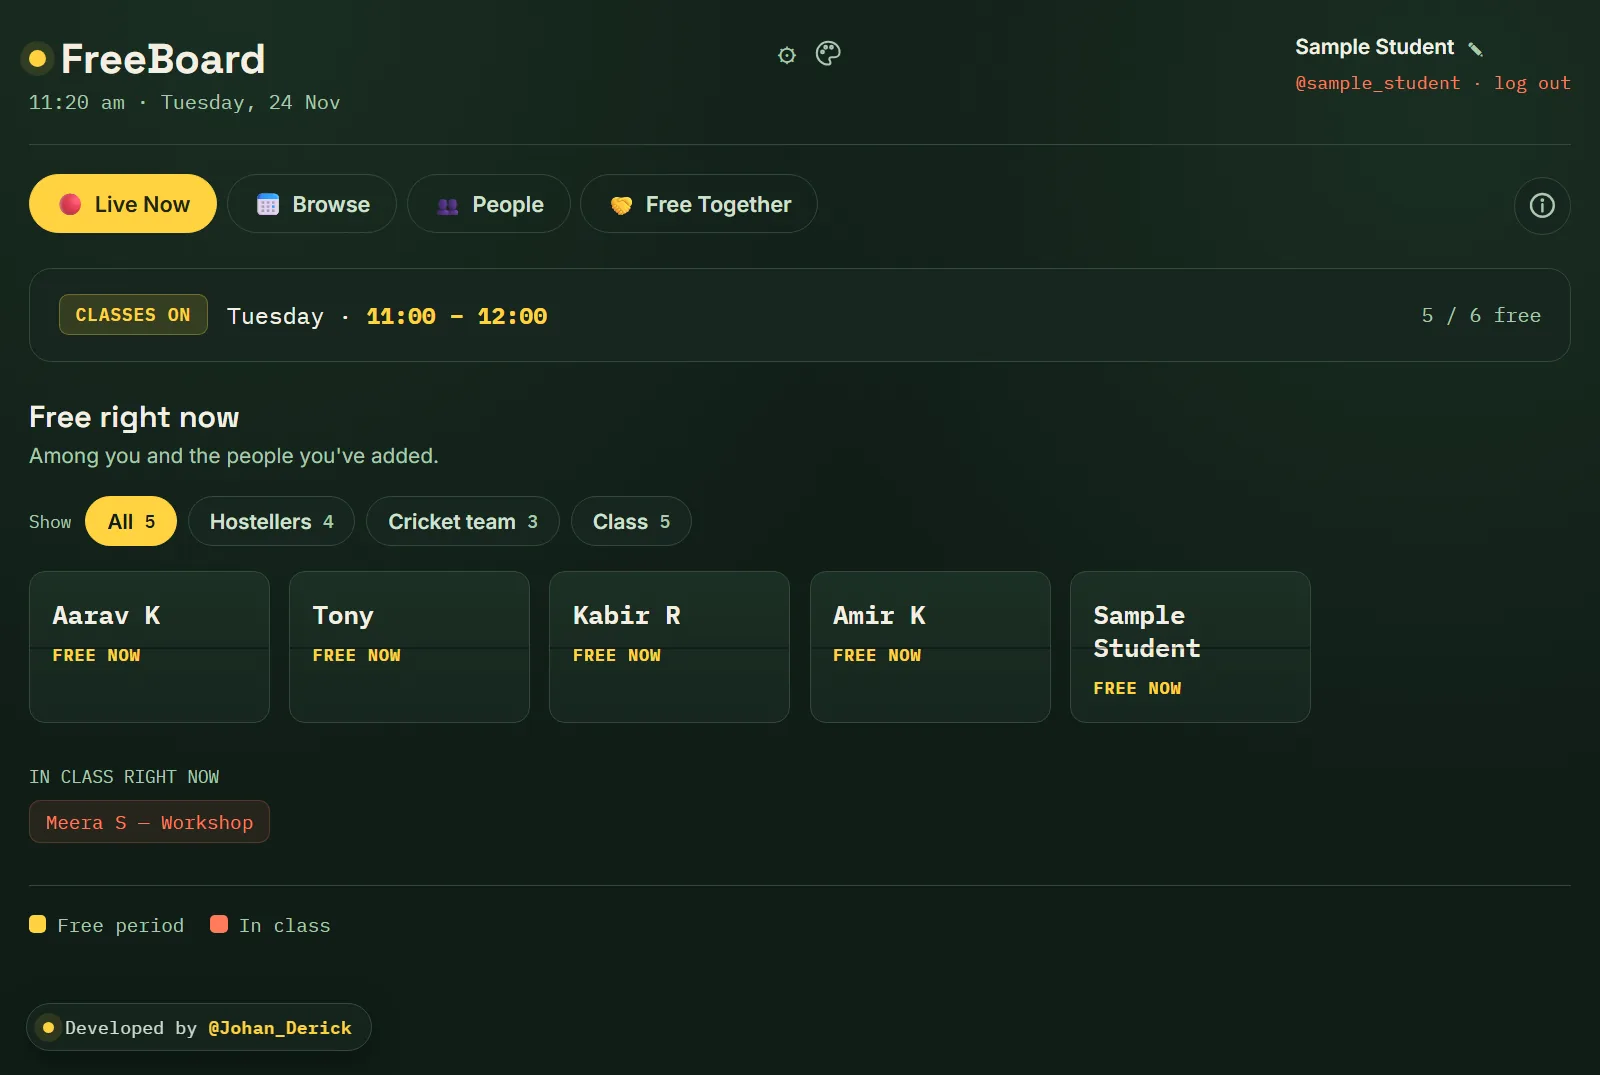 FreeBoard
11:20 am · Tuesday, 24 Nov
Sample Student
@sample_student · log out
Live Now
Browse
People
Free Together
CLASSES ON
Tuesday · 11:00 – 12:00
5 / 6 free
Free right now
Among you and the people you've added.
Show
All 5
Hostellers 4
Cricket team 3
Class 5
Aarav K
FREE NOW
Tony
FREE NOW
Kabir R
FREE NOW
Amir K
FREE NOW
Sample
Student
FREE NOW
IN CLASS RIGHT NOW
Meera S — Workshop
Free period
In class
Developed by @Johan_Derick